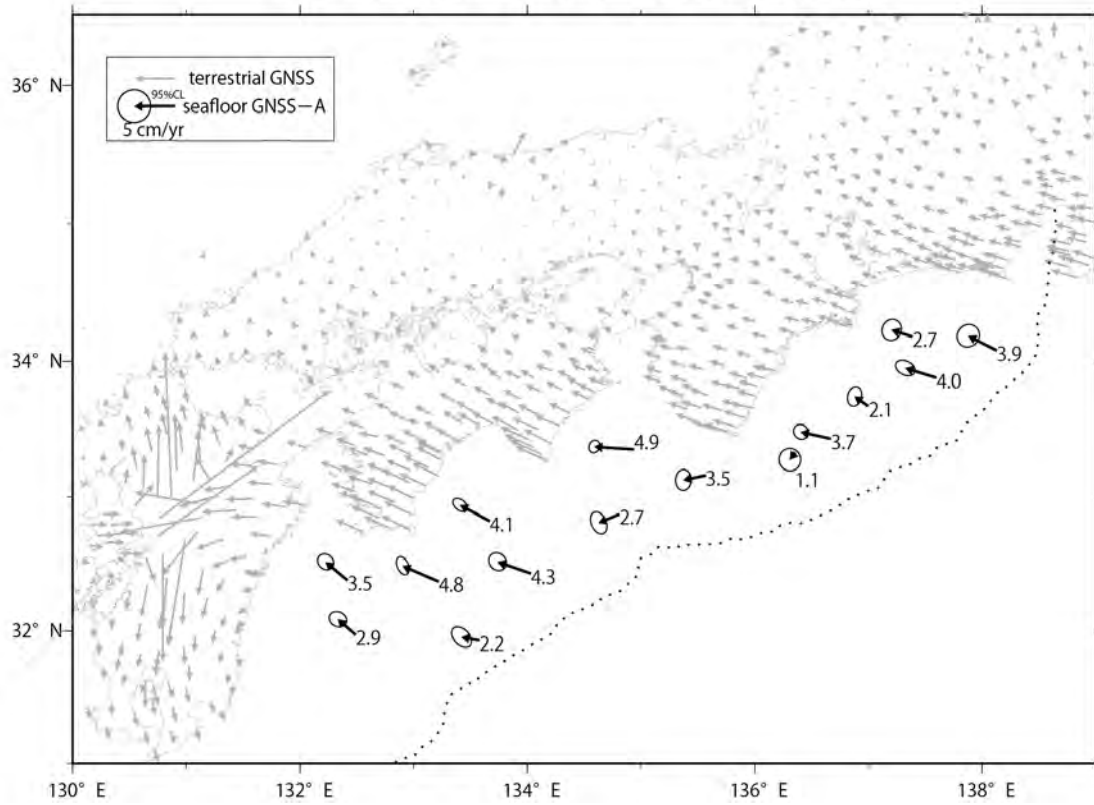 36° N
terrestrial GNSS
95%CL
seafloor GNSS−A
5 cm/yr
34° N
2.7
3.9
4.0
2.1
4.9
3.7
3.5
1.1
4.1
2.7
3.5
4.8
4.3
32° N
2.9
2.2
130° E
132° E
134° E
136° E
138° E